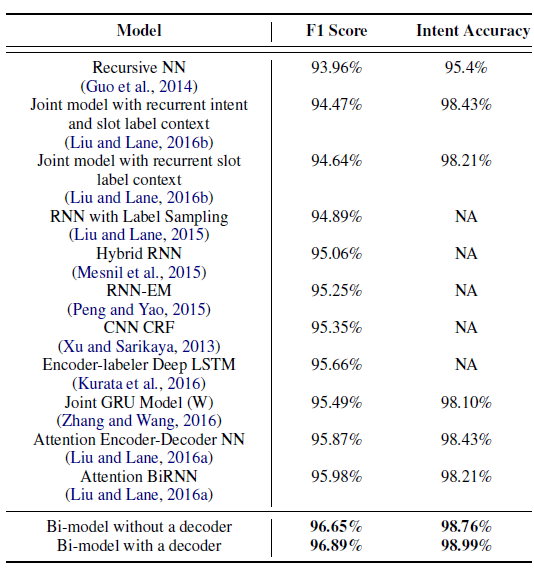 Model F1 Score Intent Accuracy
Recursive NN 93.96% 95.4%
(Guo et al., 2014)
Joint model with recurrent intent 94.47% 98.43%
and slot label context
(Liu and Lane, 2016b)
Joint model with recurrent slot 94.64% 98.21%
label context
(Liu and Lane, 2016b)
RNN with Label Sampling 94.89% NA
(Liu and Lane, 2015)
Hybrid RNN 95.06% NA
(Mesnil et al., 2015)
RNN-EM 95.25% NA
(Peng and Yao, 2015)
CNN CRF 95.35% NA
(Xu and Sarikaya, 2013)
Encoder-labeler Deep LSTM 95.66% NA
(Kurata et al., 2016)
Joint GRU Model (W) 95.49% 98.10%
(Zhang and Wang, 2016)
Attention Encoder-Decoder NN 95.87% 98.43%
(Liu and Lane, 2016a)
Attention BiRNN 95.98% 98.21%
(Liu and Lane, 2016a)
Bi-model without a decoder 96.65% 98.76%
Bi-model with a decoder 96.89% 98.99%